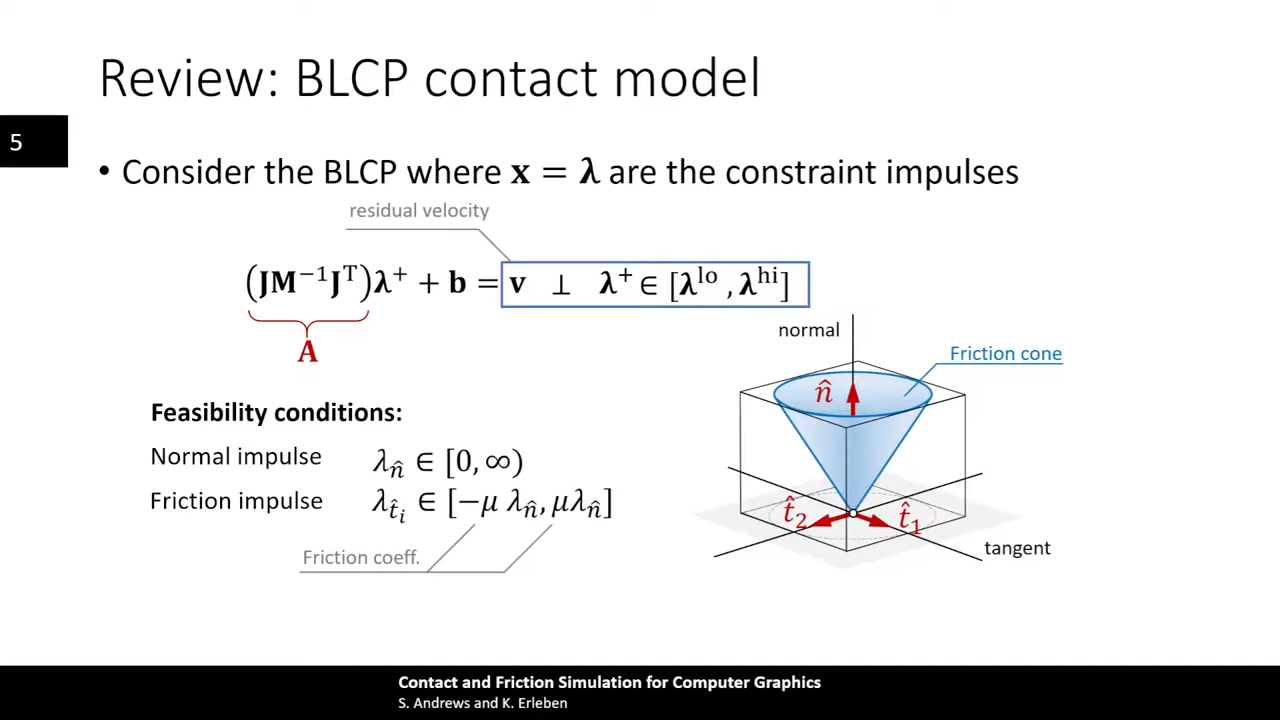 Review: BLCP contact model
5
• Consider the BLCP where 𝐱 = 𝛌 are the constraint impulses
residual velocity
(𝐉𝐌⁻¹𝐉ᵀ)𝛌⁺ + 𝐛 = 𝐯 ⊥ 𝛌⁺ ∈ [𝛌ˡᵒ , 𝛌ʰⁱ]
𝐀
normal
Friction cone
n̂
Feasibility conditions:
Normal impulse λ_n̂ ∈ [0, ∞)
Friction impulse λ_t̂ᵢ ∈ [−μ λ_n̂, μλ_n̂]
t̂₂
t̂₁
Friction coeff.
tangent
Contact and Friction Simulation for Computer Graphics
S. Andrews and K. Erleben